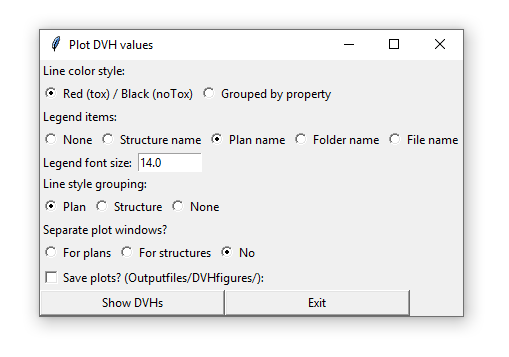 Plot DVH values
Line color style:
Red (tox) / Black (noTox) Grouped by property
Legend items:
None Structure name Plan name Folder name File name
Legend font size: 14.0
Line style grouping:
Plan Structure None
Separate plot windows?
For plans For structures No
Save plots? (Outputfiles/DVHfigures/):
Show DVHs Exit